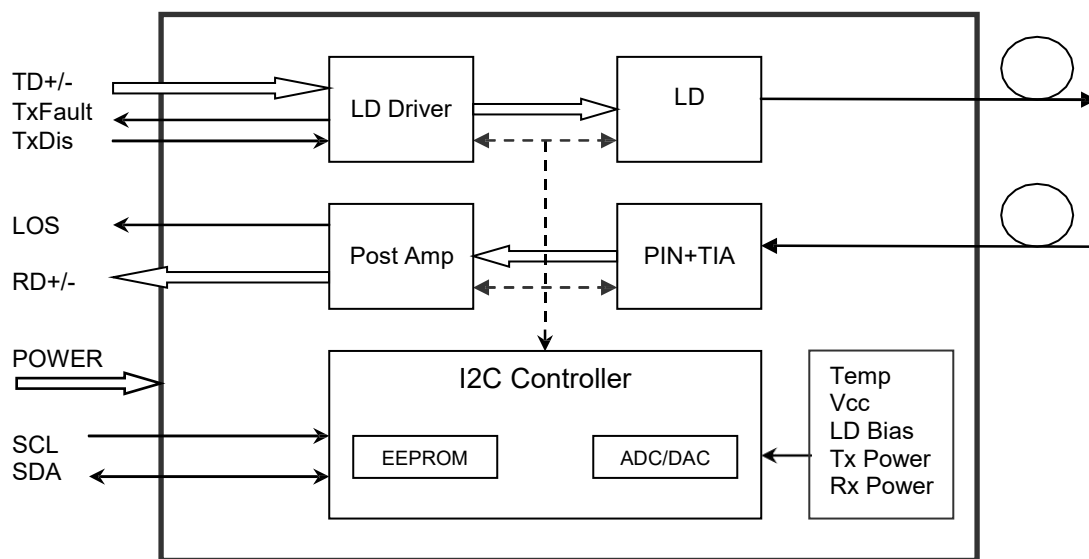 TD+/-
TxFault
TxDis
LD Driver
LD
LOS
RD+/-
Post Amp
PIN+TIA
POWER
SCL
SDA
I2C Controller
EEPROM
ADC/DAC
Temp
Vcc
LD Bias
Tx Power
Rx Power